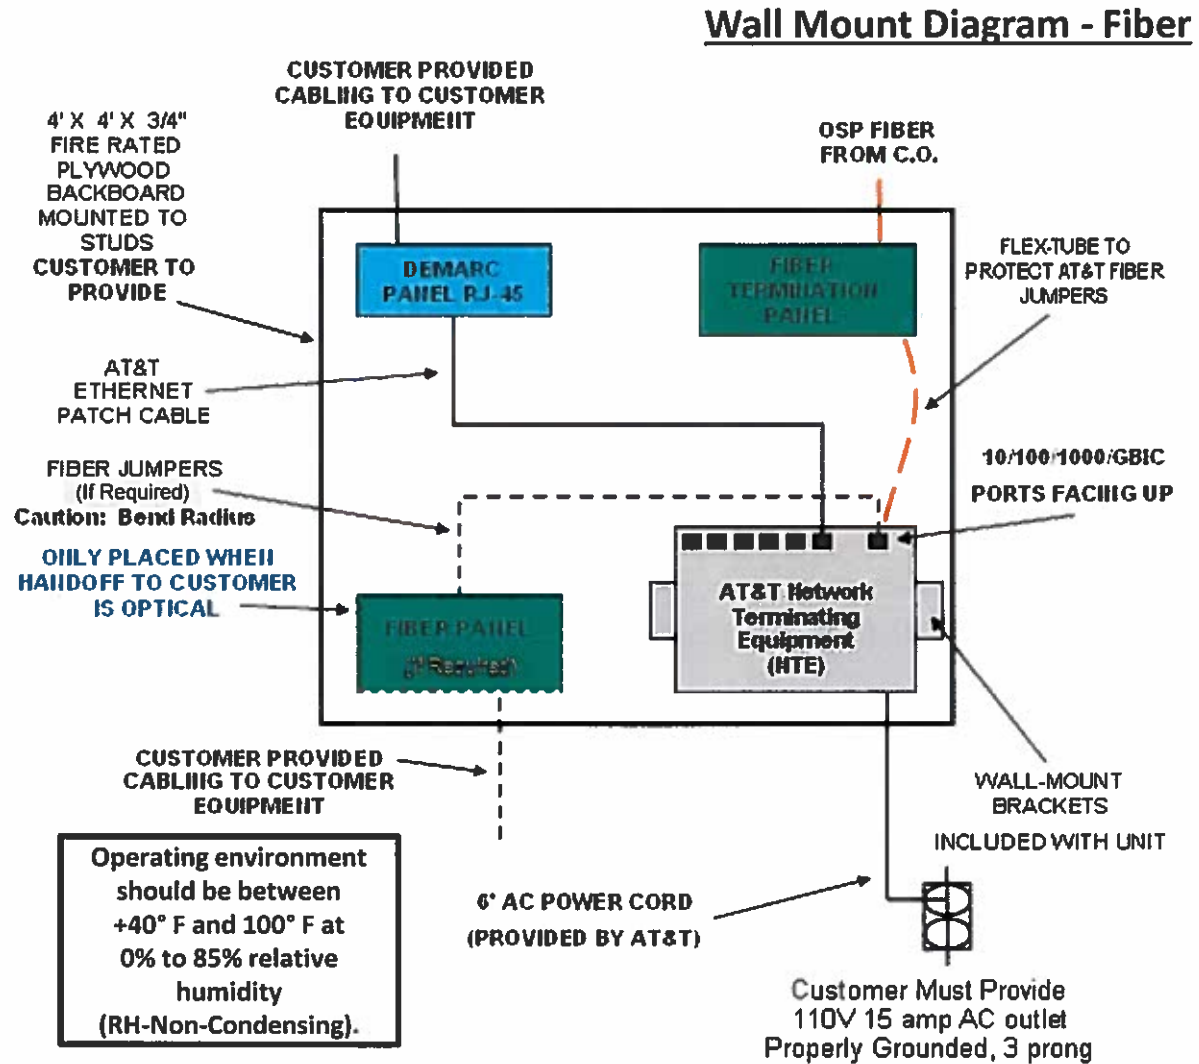 Wall Mount Diagram - Fiber
CUSTOMER PROVIDED
CABLING TO CUSTOMER
EQUIPMENT
4' X 4' X 3/4"
FIRE RATED
PLYWOOD
BACKBOARD
MOUNTED TO
STUDS
CUSTOMER TO
PROVIDE
OSP FIBER
FROM C.O.
DEMARC
PANEL RJ-45
FIBER
TERMINATION
PANEL
FLEX-TUBE TO
PROTECT AT&T FIBER
JUMPERS
AT&T
ETHERNET
PATCH CABLE
FIBER JUMPERS
(If Required)
Caution: Bend Radius
10/100/1000/GBIC
PORTS FACING UP
ONLY PLACED WHEN
HANDOFF TO CUSTOMER
IS OPTICAL
FIBER PANEL
(If Required)
AT&T Network
Terminating
Equipment
(NTE)
CUSTOMER PROVIDED
CABLING TO CUSTOMER
EQUIPMENT
WALL-MOUNT
BRACKETS
INCLUDED WITH UNIT
Operating environment
should be between
+40° F and 100° F at
0% to 85% relative
humidity
(RH-Non-Condensing).
6' AC POWER CORD
(PROVIDED BY AT&T)
Customer Must Provide
110V 15 amp AC outlet
Properly Grounded, 3 prong